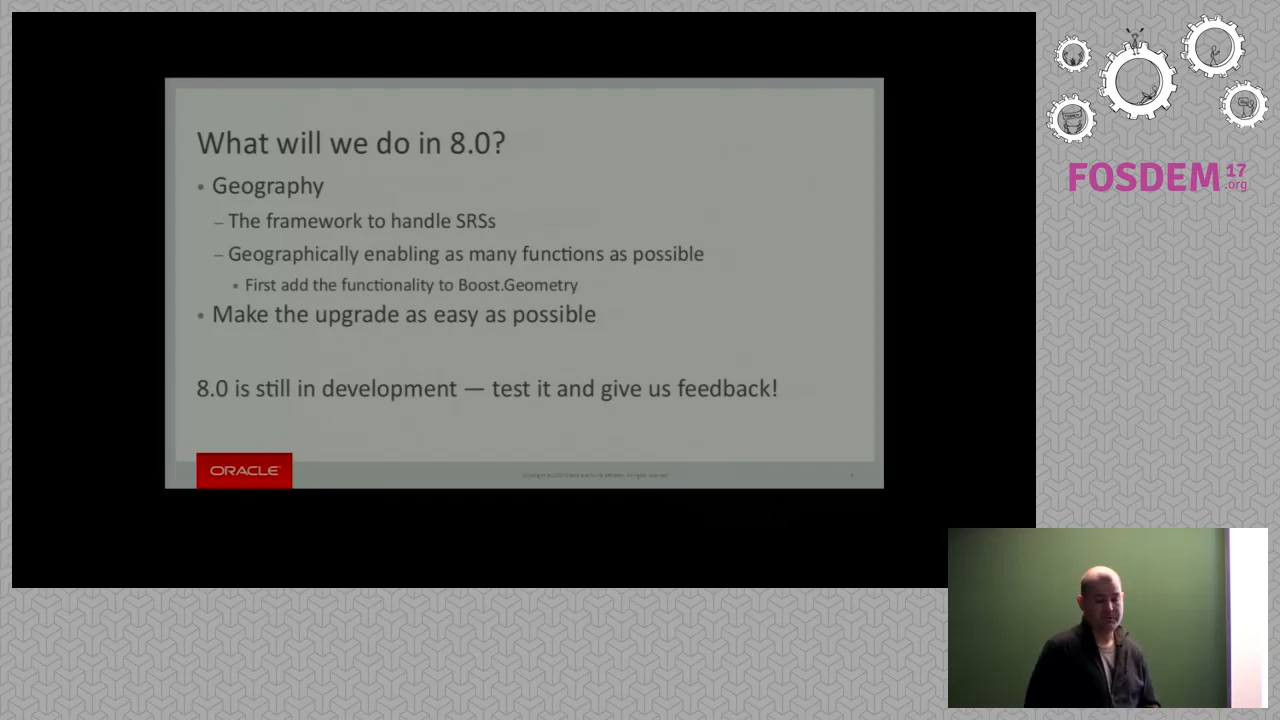 What will we do in 8.0?
• Geography
– The framework to handle SRSs
– Geographically enabling as many functions as possible
• First add the functionality to Boost.Geometry
• Make the upgrade as easy as possible
8.0 is still in development — test it and give us feedback!
ORACLE
FOSDEM 17
.org